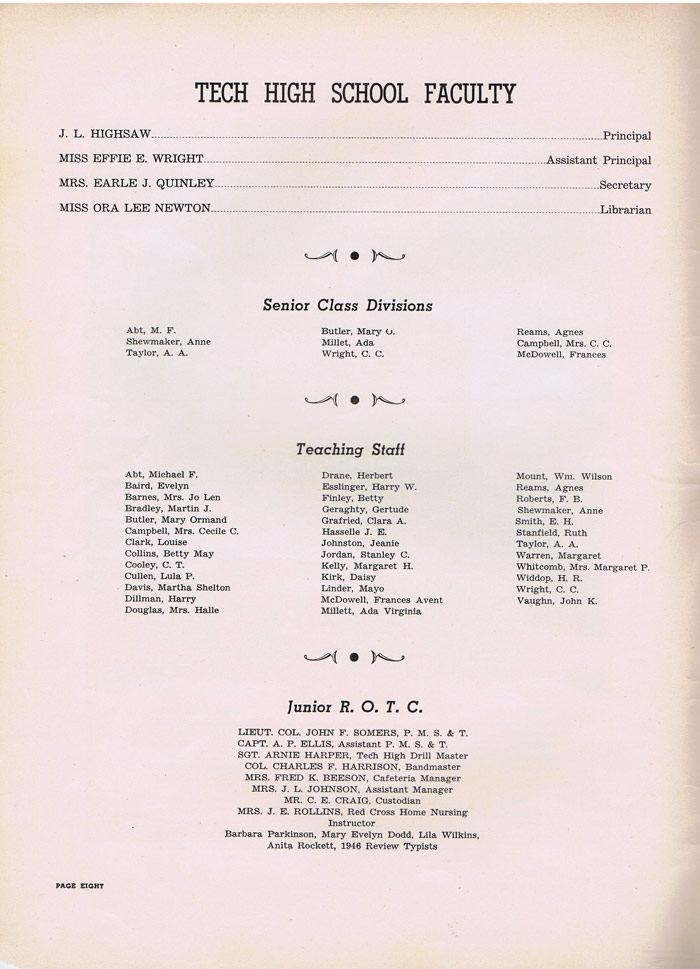 TECH HIGH SCHOOL FACULTY
J. L. HIGHSAW Principal
MISS EFFIE E. WRIGHT Assistant Principal
MRS. EARLE J. QUINLEY Secretary
MISS ORA LEE NEWTON Librarian
Senior Class Divisions
Abt, M. F.
Shewmaker, Anne
Taylor, A. A.
Butler, Mary O.
Millet, Ada
Wright, C. C.
Reams, Agnes
Campbell, Mrs. C. C.
McDowell, Frances
Teaching Staff
Abt, Michael F.
Baird, Evelyn
Barnes, Mrs. Jo Len
Bradley, Martin J.
Butler, Mary Ormand
Campbell, Mrs. Cecile C.
Clark, Louise
Collins, Betty May
Cooley, C. T.
Cullen, Lula P.
Davis, Martha Shelton
Dillman, Harry
Douglas, Mrs. Halle
Drane, Herbert
Esslinger, Harry W.
Finley, Betty
Geraghty, Gertude
Grafried, Clara A.
Hasselle J. E.
Johnston, Jeanie
Jordan, Stanley C.
Kelly, Margaret H.
Kirk, Daisy
Linder, Mayo
McDowell, Frances Avent
Millett, Ada Virginia
Mount, Wm. Wilson
Reams, Agnes
Roberts, F. B.
Shewmaker, Anne
Smith, E. H.
Stanfield, Ruth
Taylor, A. A.
Warren, Margaret
Whitcomb, Mrs. Margaret P.
Widdop, H. R.
Wright, C. C.
Vaughn, John K.
Junior R. O. T. C.
LIEUT. COL. JOHN F. SOMERS, P. M. S. & T.
CAPT. A. P. ELLIS, Assistant P. M. S. & T.
SGT. ARNIE HARPER, Tech High Drill Master
COL. CHARLES F. HARRISON, Bandmaster
MRS. FRED K. BEESON, Cafeteria Manager
MRS. J. L. JOHNSON, Assistant Manager
MR. C. E. CRAIG, Custodian
MRS. J. E. ROLLINS, Red Cross Home Nursing
Instructor
Barbara Parkinson, Mary Evelyn Dodd, Lila Wilkins,
Anita Rockett, 1946 Review Typists
PAGE EIGHT